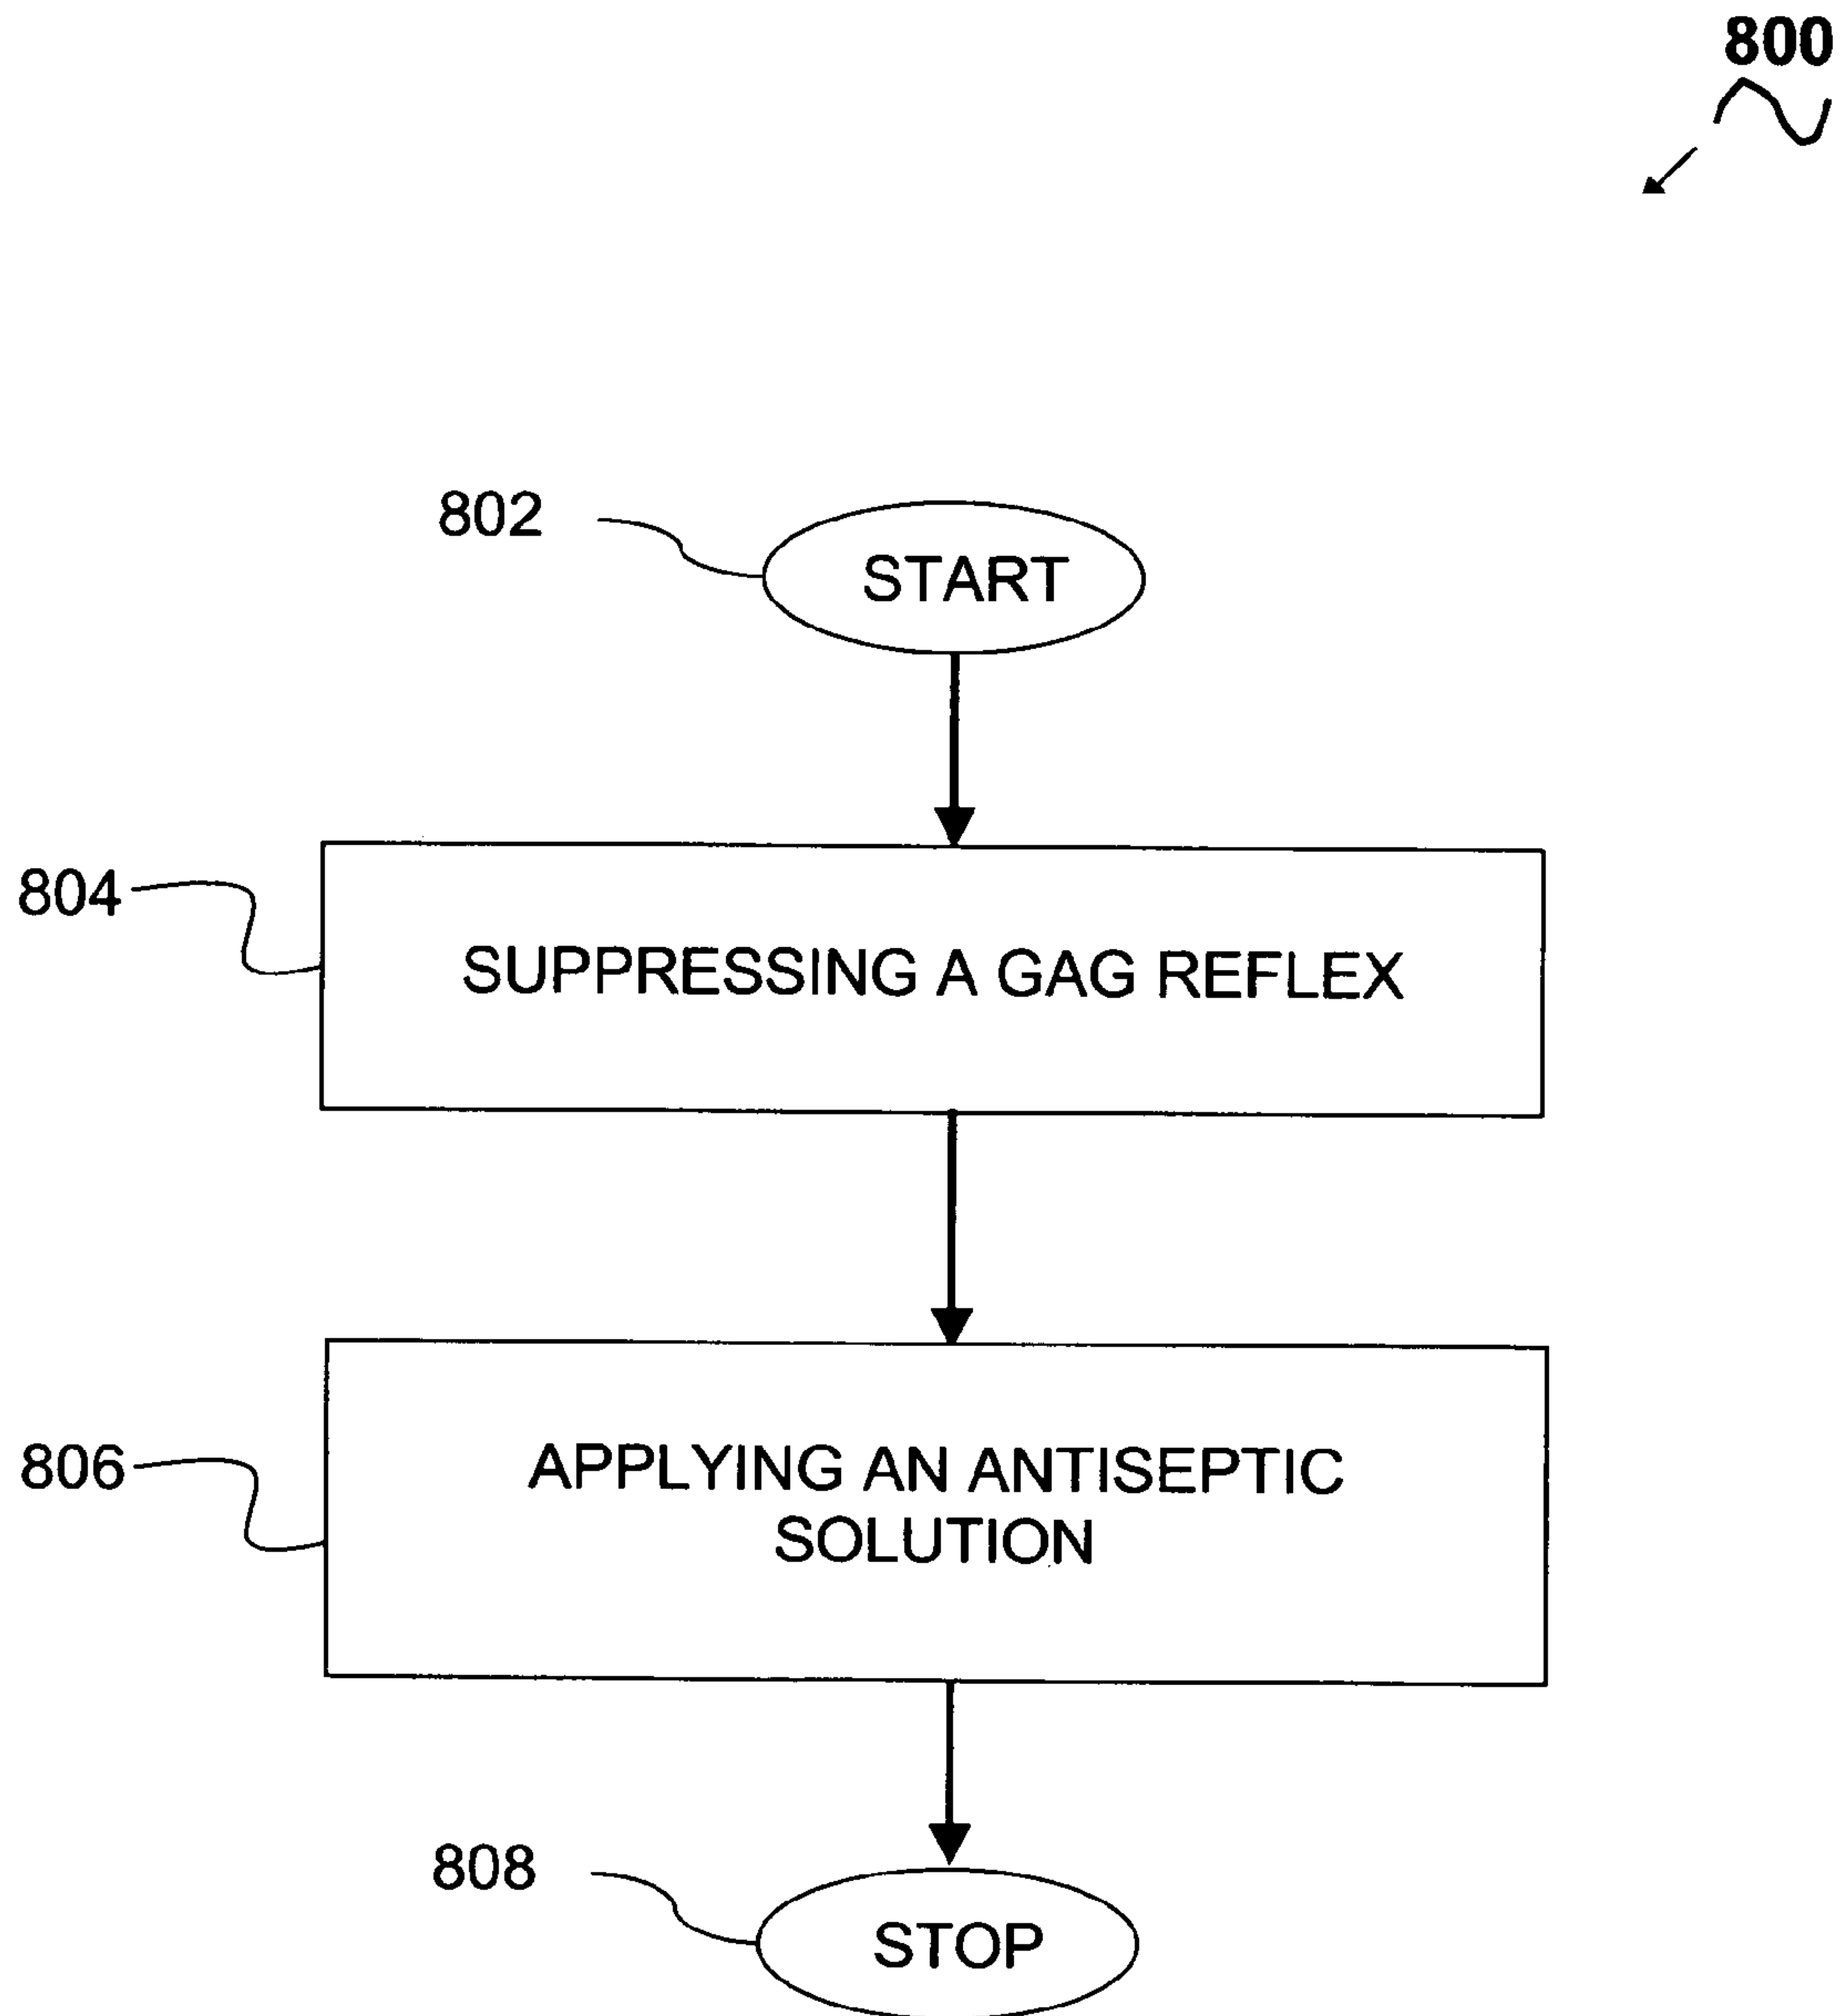 800
802
START
804
SUPPRESSING A GAG REFLEX
806
APPLYING AN ANTISEPTIC
SOLUTION
808
STOP